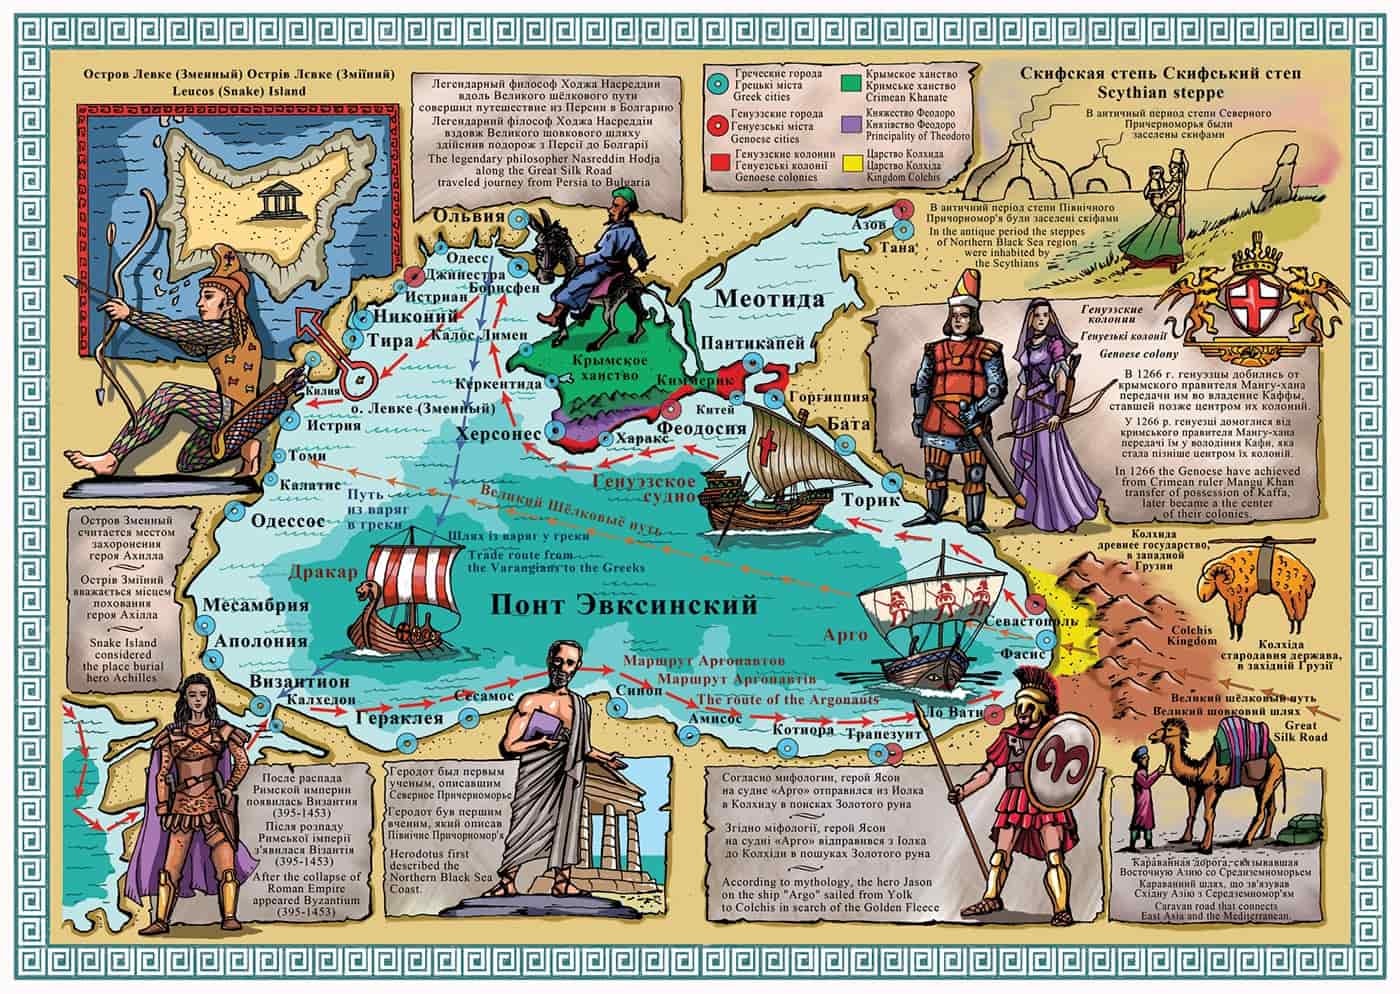 Остров Левке (Змеиный) Острів Левке (Зміїний)
Leucos (Snake) Island
Легендарный философ Ходжа Насреддин
вдоль Великого шёлкового пути
совершил путешествие из Персии в Болгарию
Легендарний філософ Ходжа Насреддін
вздовж Великого шовкового шляху
здійснив подорож з Персії до Болгарії
The legendary philosopher Nasreddin Hodja
along the Great Silk Road
traveled journey from Persia to Bulgaria
Греческие города
Грецькі міста
Greek cities
Генуэзские города
Генуезькі міста
Genoese cities
Генуэзские колонии
Генуезькі колонії
Genoese colonies
Крымское ханство
Кримське ханство
Crimean Khanate
Княжество Феодоро
Князівство Феодоро
Principality of Theodoro
Царство Колхида
Царство Колхіда
Kingdom Colchis
Скифская степь Скифський степ
Scythian steppe
В античный период степи Северного
Причерноморья были
заселены скифами
В античний період степи Північного
Причорномор'я були заселені скіфами
In the antique period the steppes
of Northern Black Sea region
were inhabited by
the Scythians
Ольвия
Одесс
Джинестра
Борисфен
Истриан
Никоний
Тира
Калос Лимен
Азов
Тана
Меотида
Пантикапей
Крымское
ханство
Киммерик
Китей
Горгиппия
Килия
о. Левке (Змеиный)
Керкентида
Истрия
Херсонес
Харакс
Феодосия
Бата
Томи
Калатис
Одессос
Торик
Генуэзское
судно
Великий Шёлковые путь
Путь
из варяг
в греки
Шлях із варяг у греки
Trade route from
the Varangians to the Greeks
Дракар
Понт Эвксинский
Арго
Месамбрия
Аполония
Византион
Калхедон
Гераклея
Сесамос
Синоп
Амисос
Котиора
Трапезунт
Ло Вати
Фасис
Севастополь
Маршрут Аргонавтов
Маршрут Аргонавтів
The route of the Argonauts
Генуэзские
колонии
Генуезькі колонії
Genoese colony
В 1266 г. генуэзцы добились от
крымского правителя Мангу-хана
передачи им во владение Каффы,
ставшей позже центром их колоний.
У 1266 р. генуезці домоглися від
кримського правителя Мангу-хана
передачі їм у володіння Кафи, яка
стала пізніше центром їх колоній.
In 1266 the Genoese have achieved
from Crimean ruler Mangu Khan
transfer of possession of Kaffa,
later became a the center
of their colonies.
Колхида
древнее государство,
в западной
Грузии
Colchis
Kingdom
Колхіда
стародавня держава,
в західній Грузії
Великий шёлковый путь
Великий шовковий шлях
Great
Silk Road
Остров Змеиный
считается местом
захоронения
героя Ахилла
Острів Зміїний
вважається місцем
поховання
героя Ахілла
Snake Island
considered
the place burial
hero Achilles
После распада
Римской империи
появилась Византия
(395-1453)
Після розпаду
Римської імперії
з'явилася Візантія
(395-1453)
After the collapse of
Roman Empire
appeared Byzantium
(395-1453)
Геродот был первым
ученым, описавшим
Северное Причерноморье
Геродот був першим
вченим, який описав
Північне Причорномор'я
Herodotus first
described the
Northern Black Sea
Coast.
Согласно мифологии, герой Ясон
на судне «Арго» отправился из Иолка
в Колхиду в поисках Золотого руна
Згідно міфології, герой Ясон
на судні «Арго» відправився з Іолка
до Колхіди в пошуках Золотого руна
According to mythology, the hero Jason
on the ship "Argo" sailed from Yolk
to Colchis in search of the Golden Fleece
Караванная дорога, связывавшая
Восточную Азию со Средиземноморьем
Караванний шлях, що зв'язував
Східну Азію з Середземномор'ям
Caravan road that connects
East Asia and the Mediterranean.